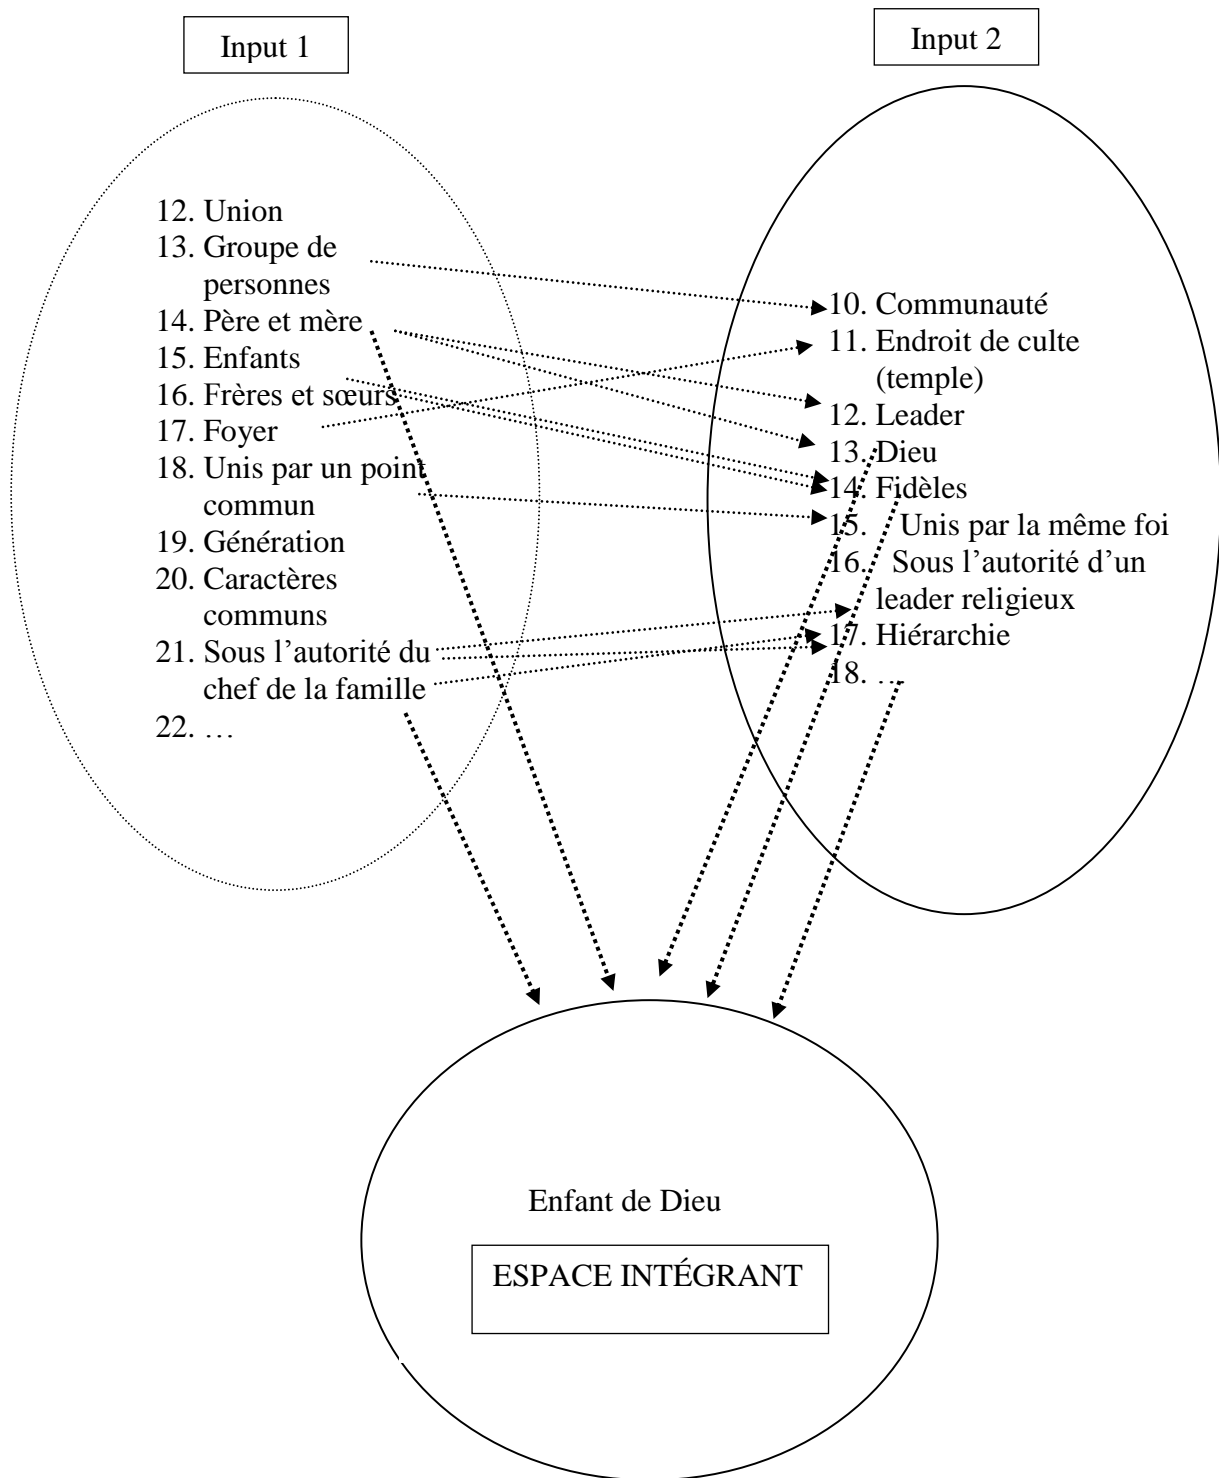 Input 1
Input 2
12. Union
13. Groupe de
personnes
14. Père et mère
15. Enfants
16. Frères et sœurs
17. Foyer
18. Unis par un point
commun
19. Génération
20. Caractères
communs
21. Sous l’autorité du
chef de la famille
22. …
10. Communauté
11. Endroit de culte
(temple)
12. Leader
13. Dieu
14. Fidèles
15. Unis par la même foi
16. Sous l’autorité d’un
leader religieux
17. Hiérarchie
18. …
Enfant de Dieu
ESPACE INTÉGRANT